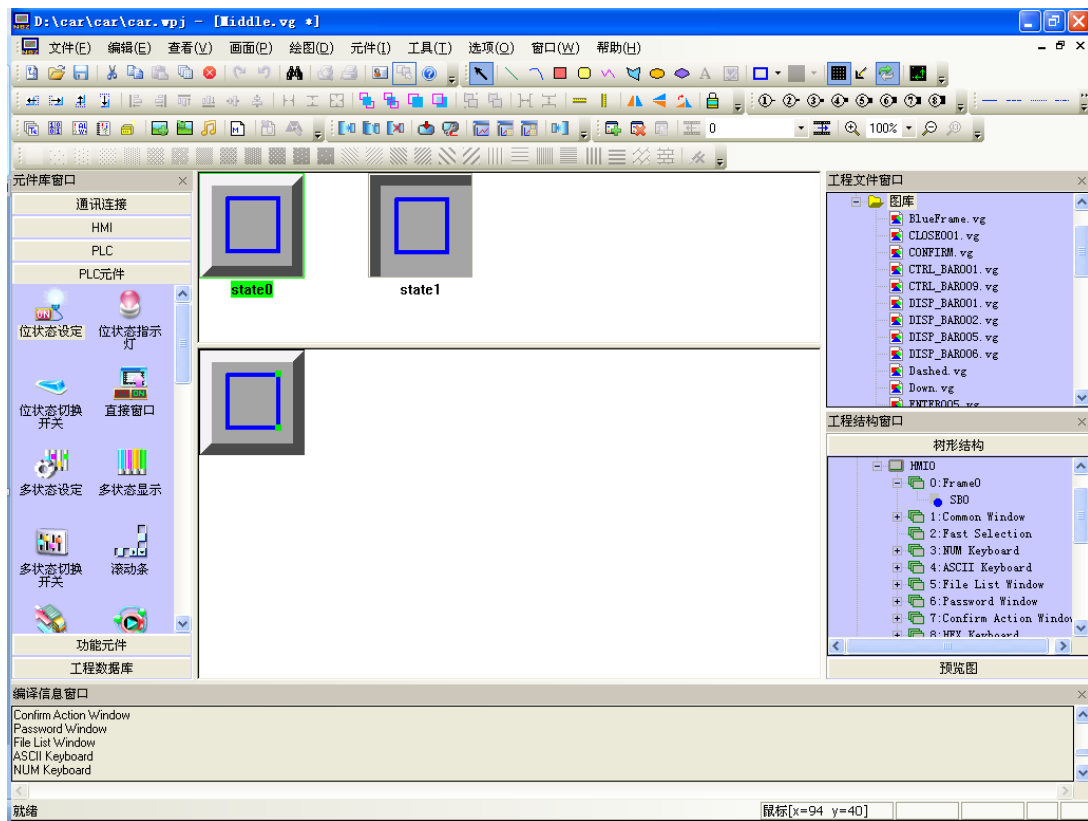 D:\car\car\car.wpj - [Middle.vg *]
文件(F) 编辑(E) 查看(V) 画面(P) 绘图(D) 元件(I) 工具(T) 选项(O) 窗口(W) 帮助(H)
0
100%
元件库窗口
通讯连接
HMI
PLC
PLC元件
位状态设定
位状态指示灯
位状态切换开关
直接窗口
多状态设定
多状态显示
多状态切换开关
滚动条
功能元件
工程数据库
state0
state1
工程文件窗口
图库
BlueFrame.vg
CLOSE001.vg
CONFIRM.vg
CTRL_BAR001.vg
CTRL_BAR009.vg
DISP_BAR001.vg
DISP_BAR002.vg
DISP_BAR005.vg
DISP_BAR006.vg
Dashed.vg
Down.vg
ENTER005.vg
工程结构窗口
树形结构
HMI0
0:Frame0
SB0
1:Common Window
2:Fast Selection
3:NUM Keyboard
4:ASCII Keyboard
5:File List Window
6:Password Window
7:Confirm Action Window
8:HEX Keyboard
预览图
编译信息窗口
Confirm Action Window
Password Window
File List Window
ASCII Keyboard
NUM Keyboard
就绪
鼠标[x=94 y=40]